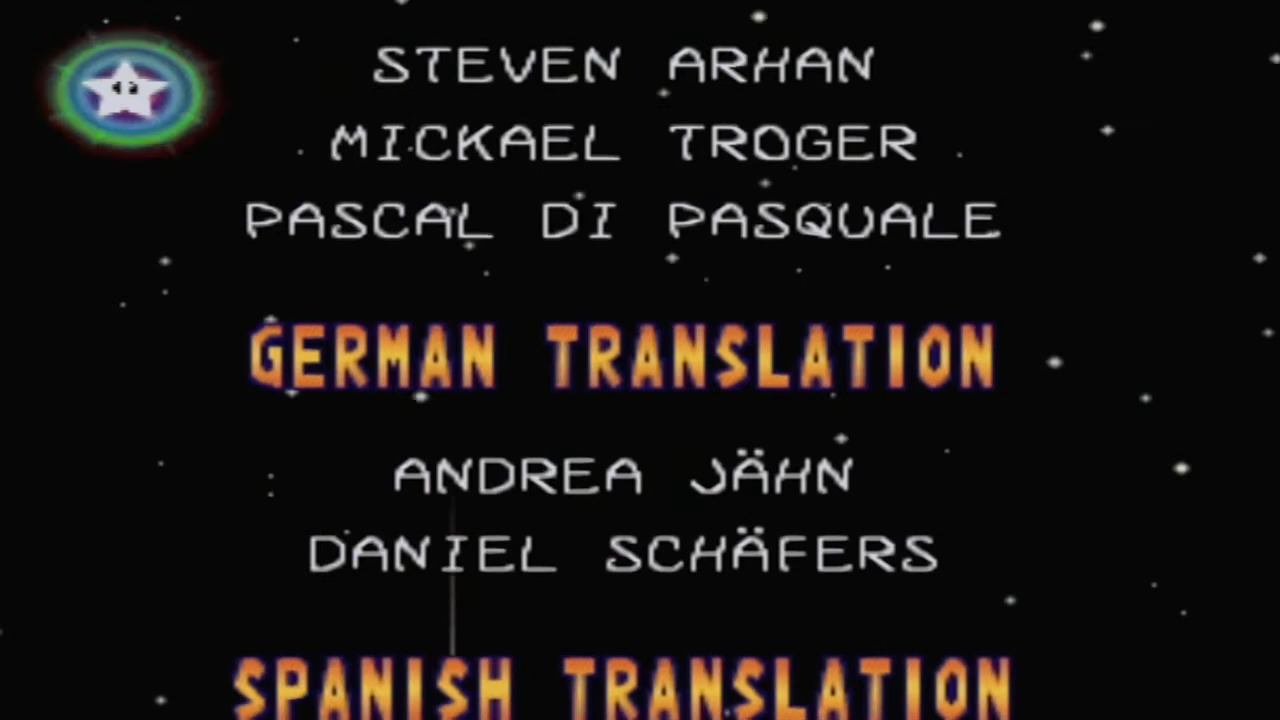 STEVEN ARHAN
MICKAEL TROGER
PASCAL DI PASQUALE
GERMAN TRANSLATION
ANDREA JÄHN
DANIEL SCHÄFERS
SPANISH TRANSLATION